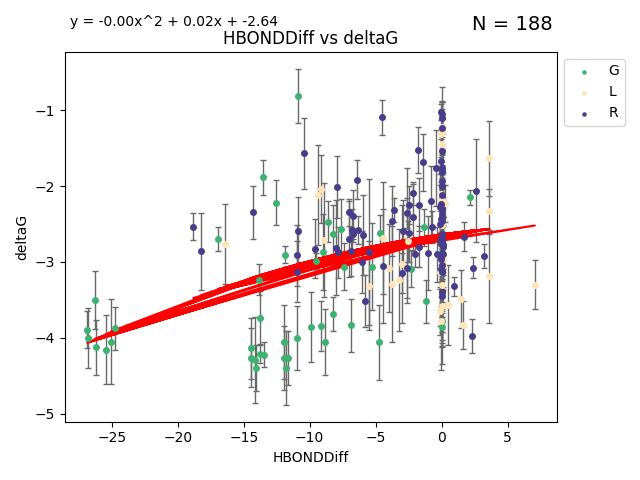 y = -0.00x^2 + 0.02x + -2.64
N = 188
HBONDDiff vs deltaG
G
L
R
deltaG
−1
−2
−3
−4
−5
−25
−20
−15
−10
−5
0
5
HBONDDiff